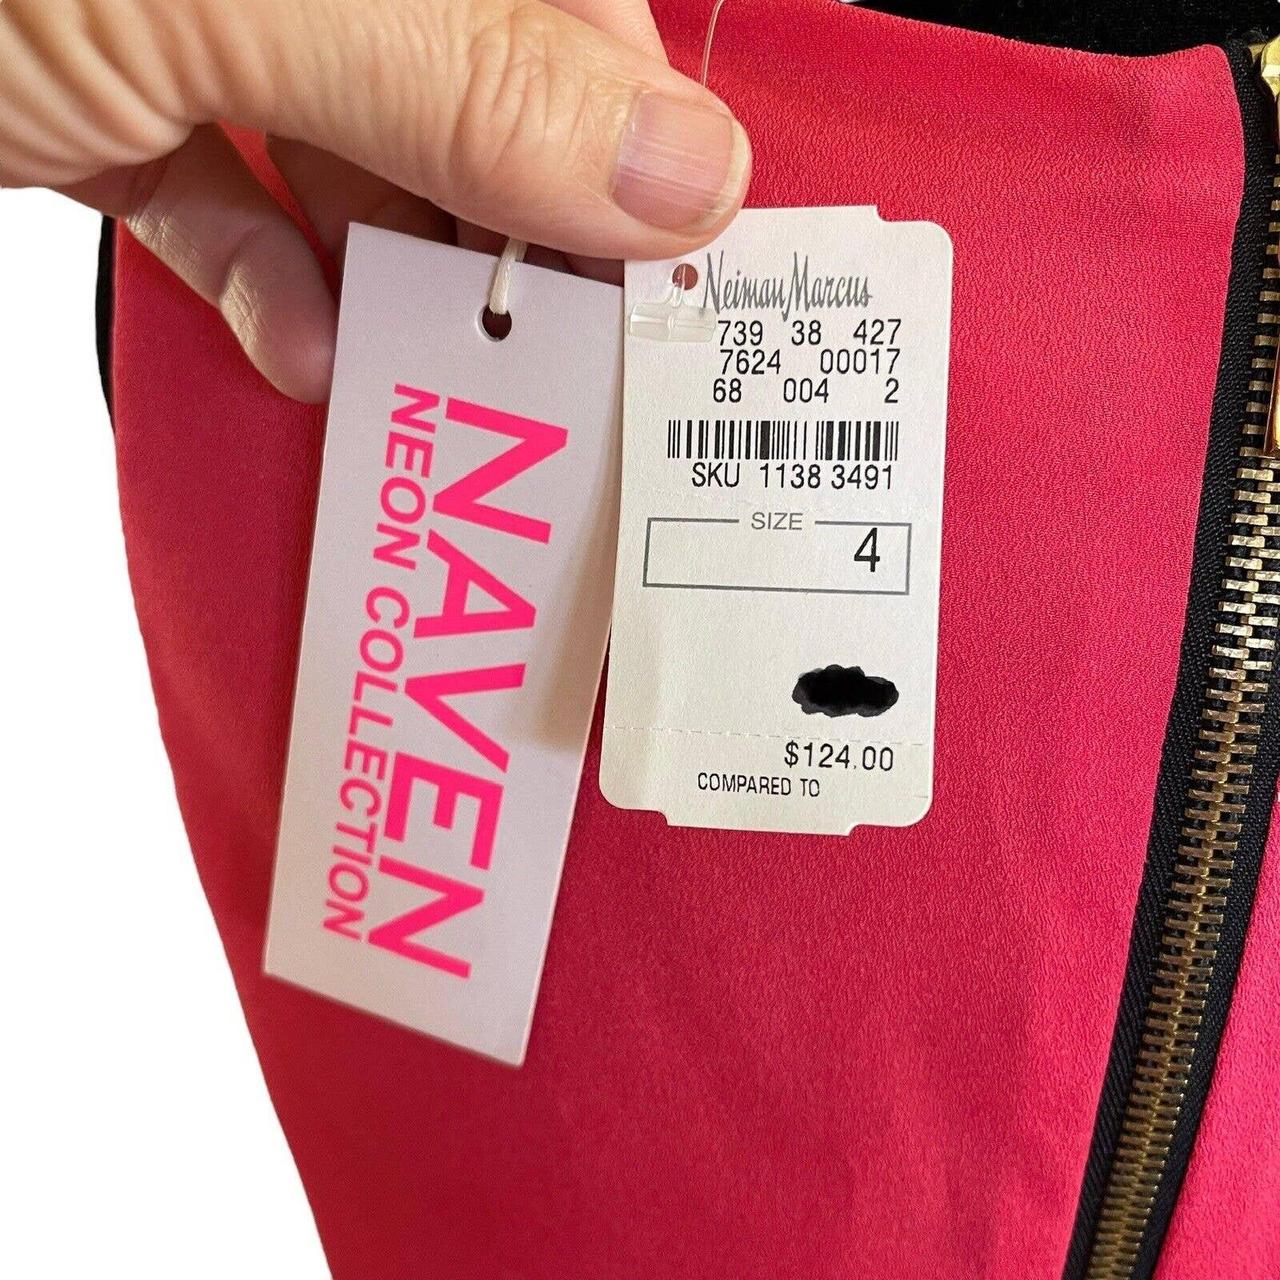 NAVEN
NEON COLLECTION
Neiman Marcus
739 38 427
7624 00017
68 004 2
SKU 1138 3491
SIZE
4
$124.00
COMPARED TO